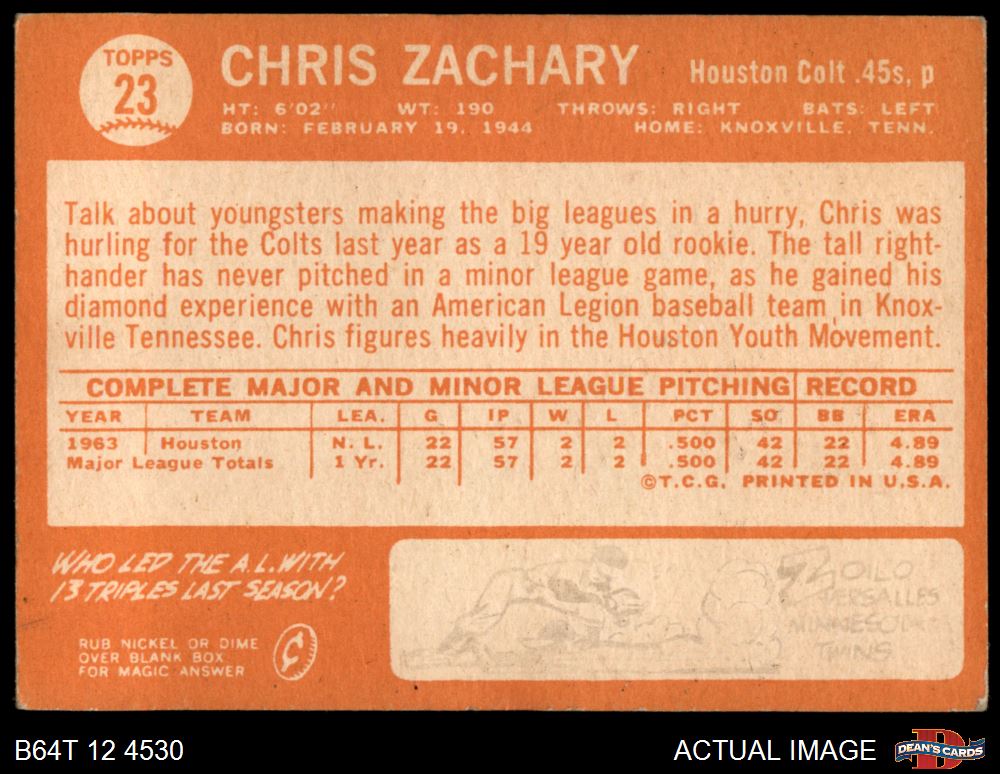 TOPPS
23
CHRIS ZACHARY
Houston Colt .45s, p
HT: 6'02" WT: 190 THROWS: RIGHT BATS: LEFT
BORN: FEBRUARY 19, 1944 HOME: KNOXVILLE, TENN.
Talk about youngsters making the big leagues in a hurry, Chris was
hurling for the Colts last year as a 19 year old rookie. The tall right-
hander has never pitched in a minor league game, as he gained his
diamond experience with an American Legion baseball team in Knox-
ville Tennessee. Chris figures heavily in the Houston Youth Movement.
COMPLETE MAJOR AND MINOR LEAGUE PITCHING RECORD
YEAR TEAM LEA. G IP W L PCT SO BB ERA
1963 Houston N. L. 22 57 2 2 .500 42 22 4.89
Major League Totals 1 Yr. 22 57 2 2 .500 42 22 4.89
©T.C.G. PRINTED IN U.S.A.
WHO LED THE A.L. WITH
13 TRIPLES LAST SEASON?
RUB NICKEL OR DIME
OVER BLANK BOX
FOR MAGIC ANSWER
ZOILO
VERSALLES
MINNESOTA
TWINS
B64T 12 4530
ACTUAL IMAGE
DEAN'S CARDS